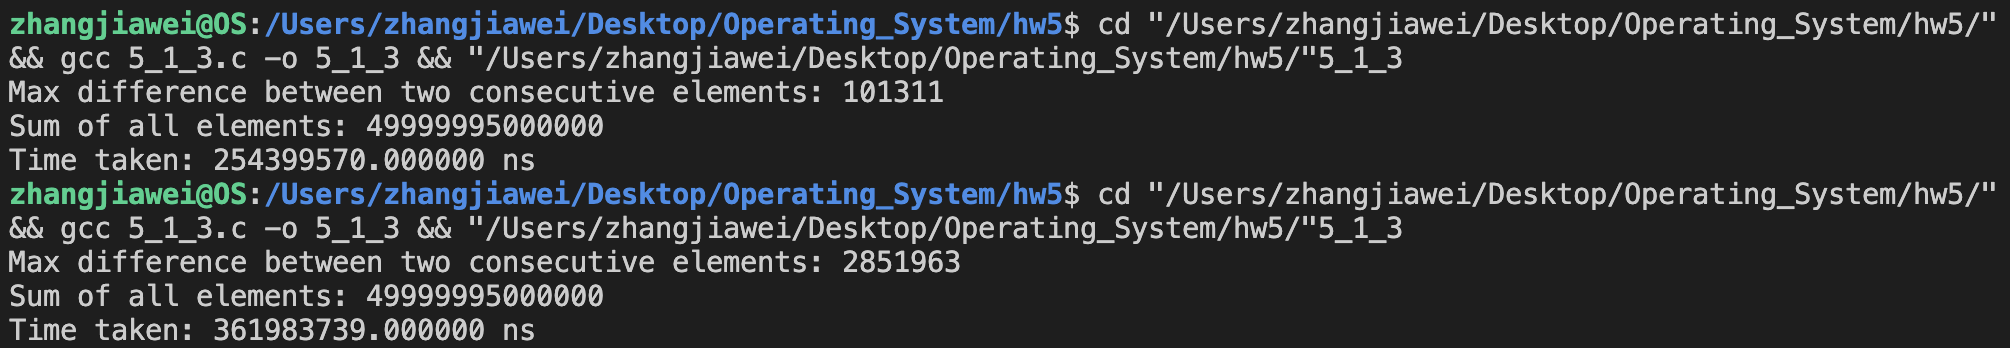 zhangjiawei@OS:/Users/zhangjiawei/Desktop/Operating_System/hw5$ cd "/Users/zhangjiawei/Desktop/Operating_System/hw5/"
&& gcc 5_1_3.c -o 5_1_3 && "/Users/zhangjiawei/Desktop/Operating_System/hw5/"5_1_3
Max difference between two consecutive elements: 101311
Sum of all elements: 49999995000000
Time taken: 254399570.000000 ns
zhangjiawei@OS:/Users/zhangjiawei/Desktop/Operating_System/hw5$ cd "/Users/zhangjiawei/Desktop/Operating_System/hw5/"
&& gcc 5_1_3.c -o 5_1_3 && "/Users/zhangjiawei/Desktop/Operating_System/hw5/"5_1_3
Max difference between two consecutive elements: 2851963
Sum of all elements: 49999995000000
Time taken: 361983739.000000 ns